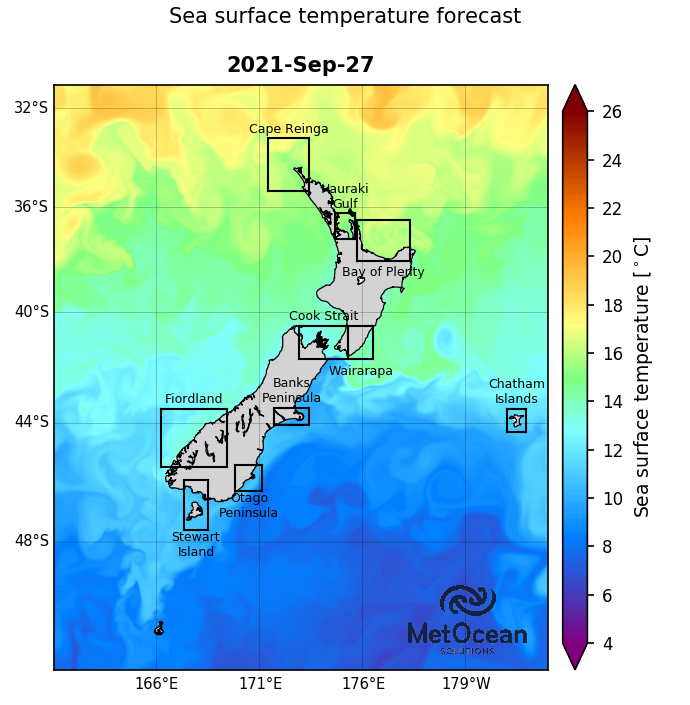 Sea surface temperature forecast
2021-Sep-27
32°S
36°S
40°S
44°S
48°S
Cape Reinga
Hauraki
Gulf
Bay of Plenty
Cook Strait
Wairarapa
Banks
Peninsula
Fiordland
Chatham
Islands
Otago
Peninsula
Stewart
Island
MetOcean
SOLUTIONS
166°E
171°E
176°E
179°W
26
24
22
20
18
16
14
12
10
8
6
4
Sea surface temperature [°C]